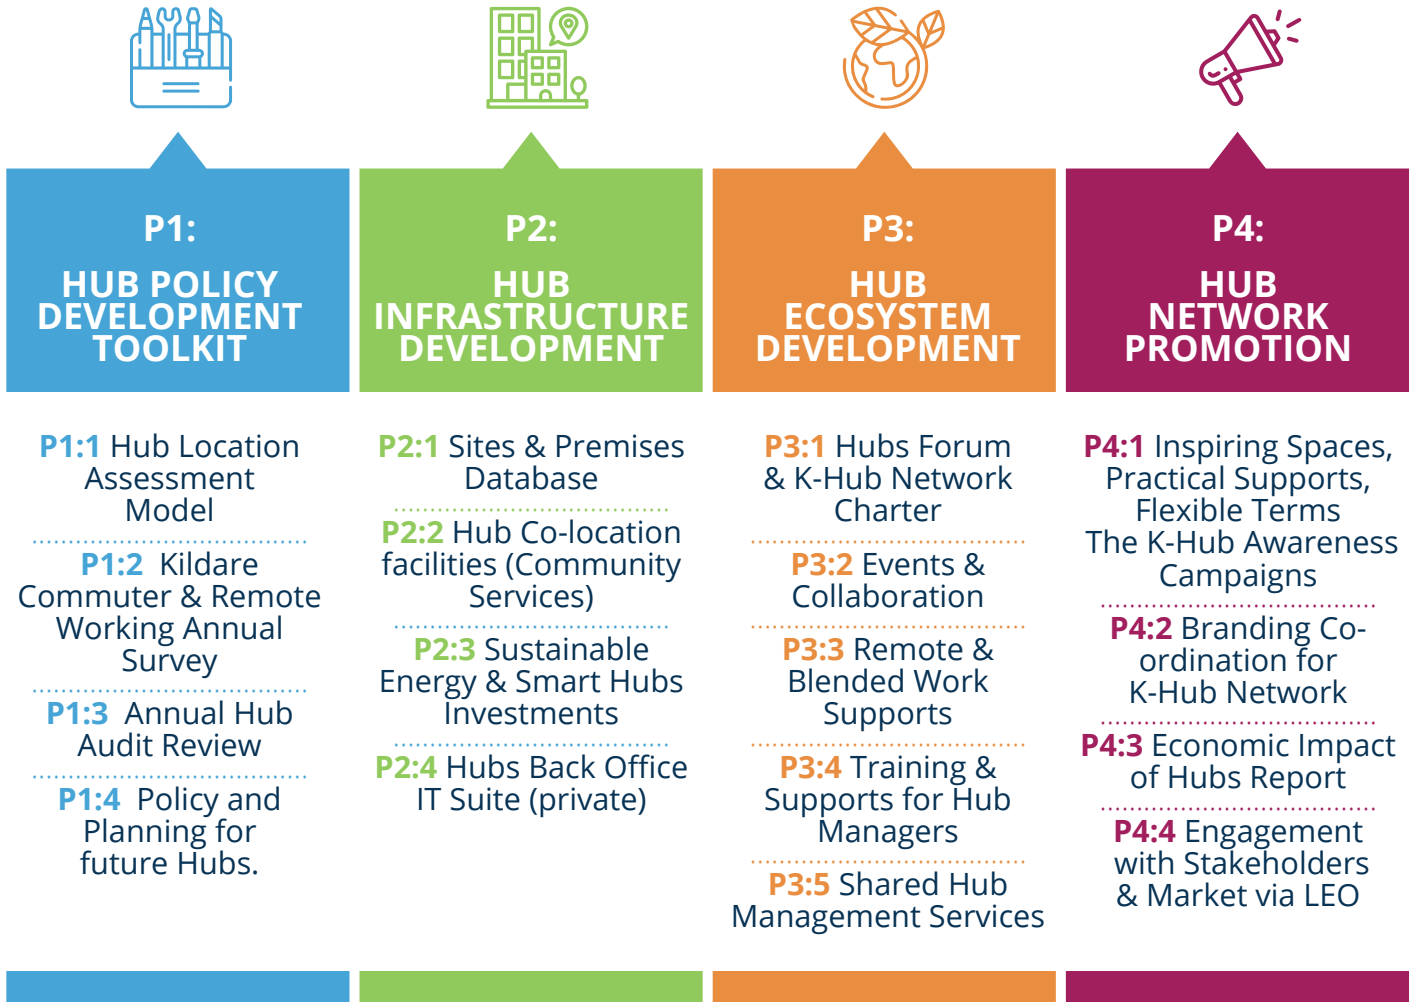 P1:
HUB POLICY
DEVELOPMENT
TOOLKIT
P1:1 Hub Location
Assessment
Model
P1:2 Kildare
Commuter & Remote
Working Annual
Survey
P1:3 Annual Hub
Audit Review
P1:4 Policy and
Planning for
future Hubs.
P2:
HUB
INFRASTRUCTURE
DEVELOPMENT
P2:1 Sites & Premises
Database
P2:2 Hub Co-location
facilities (Community
Services)
P2:3 Sustainable
Energy & Smart Hubs
Investments
P2:4 Hubs Back Office
IT Suite (private)
P3:
HUB
ECOSYSTEM
DEVELOPMENT
P3:1 Hubs Forum
& K-Hub Network
Charter
P3:2 Events &
Collaboration
P3:3 Remote &
Blended Work
Supports
P3:4 Training &
Supports for Hub
Managers
P3:5 Shared Hub
Management Services
P4:
HUB
NETWORK
PROMOTION
P4:1 Inspiring Spaces,
Practical Supports,
Flexible Terms
The K-Hub Awareness
Campaigns
P4:2 Branding Co-
ordination for
K-Hub Network
P4:3 Economic Impact
of Hubs Report
P4:4 Engagement
with Stakeholders
& Market via LEO